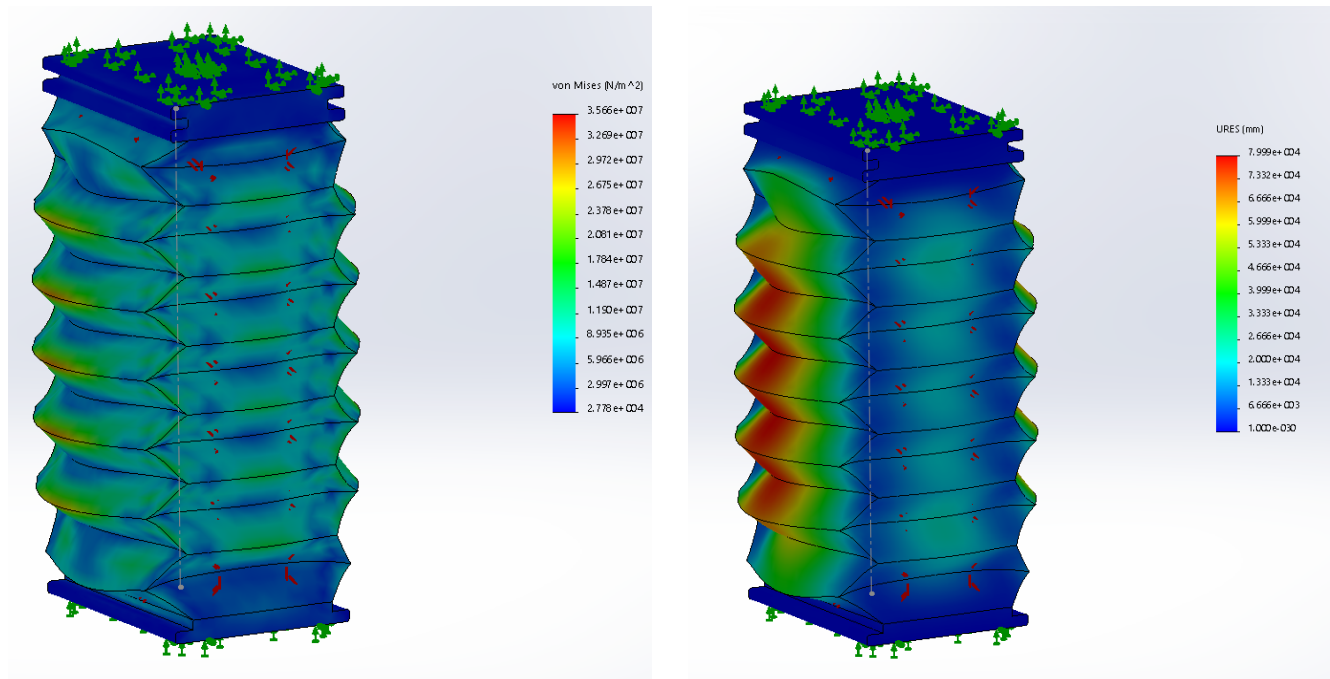 von Mises (N/m^2)
3.566e+007
3.269e+007
2.972e+007
2.675e+007
2.378e+007
2.081e+007
1.784e+007
1.487e+007
1.190e+007
8.935e+006
5.966e+006
2.997e+006
2.778e+004
URES (mm)
7.999e+004
7.332e+004
6.666e+004
5.999e+004
5.333e+004
4.666e+004
3.999e+004
3.333e+004
2.666e+004
2.000e+004
1.333e+004
6.666e+003
1.000e-030